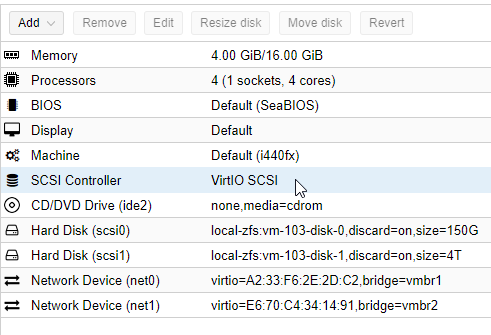 Add Remove Edit Resize disk Move disk Revert
Memory 4.00 GiB/16.00 GiB
Processors 4 (1 sockets, 4 cores)
BIOS Default (SeaBIOS)
Display Default
Machine Default (i440fx)
SCSI Controller VirtIO SCSI
CD/DVD Drive (ide2) none,media=cdrom
Hard Disk (scsi0) local-zfs:vm-103-disk-0,discard=on,size=150G
Hard Disk (scsi1) local-zfs:vm-103-disk-1,discard=on,size=4T
Network Device (net0) virtio=A2:33:F6:2E:2D:C2,bridge=vmbr1
Network Device (net1) virtio=E6:70:C4:34:14:91,bridge=vmbr2